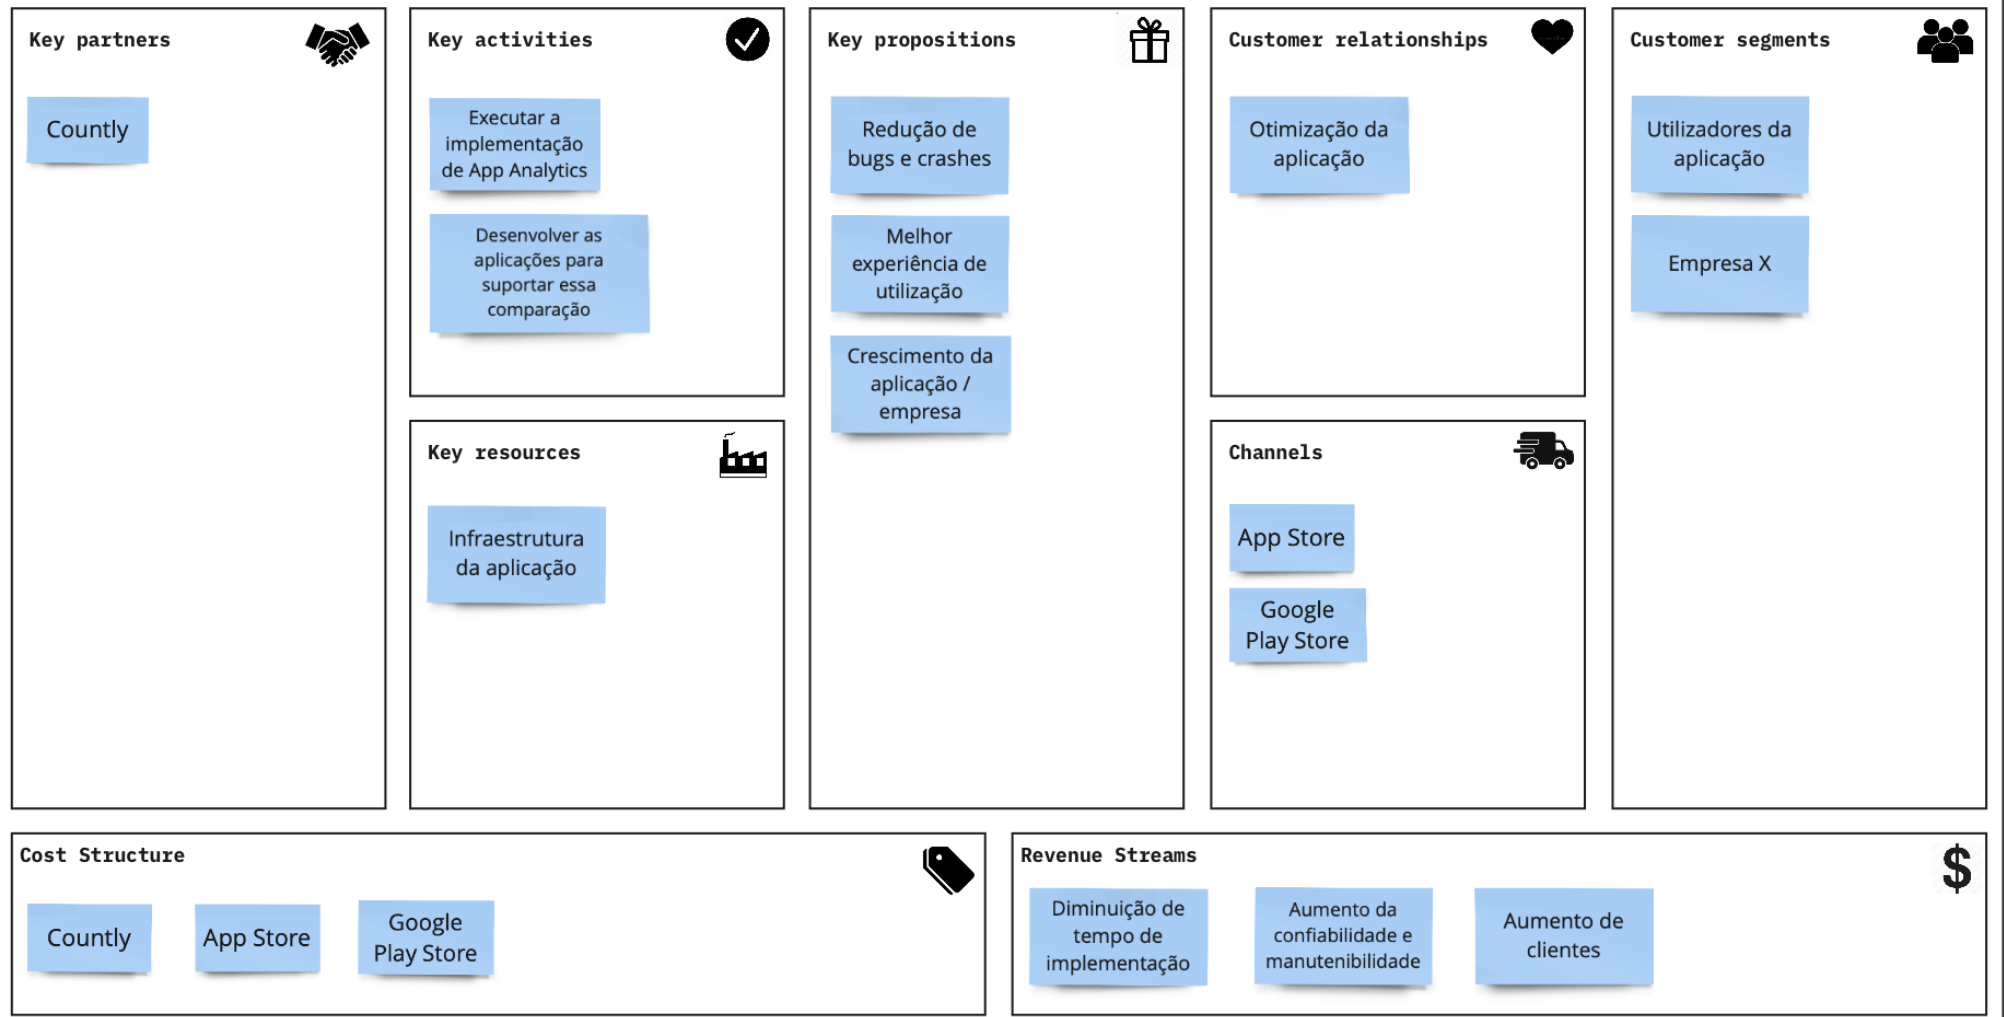 Key partners
Countly
Key activities
Executar a
implementação
de App Analytics
Desenvolver as
aplicações para
suportar essa
comparação
Key resources
Infraestrutura
da aplicação
Key propositions
Redução de
bugs e crashes
Melhor
experiência de
utilização
Crescimento da
aplicação /
empresa
Customer relationships
Otimização da
aplicação
Channels
App Store
Google
Play Store
Customer segments
Utilizadores da
aplicação
Empresa X
Cost Structure
Countly
App Store
Google
Play Store
Revenue Streams
$
Diminuição de
tempo de
implementação
Aumento da
confiabilidade e
manutenibilidade
Aumento de
clientes